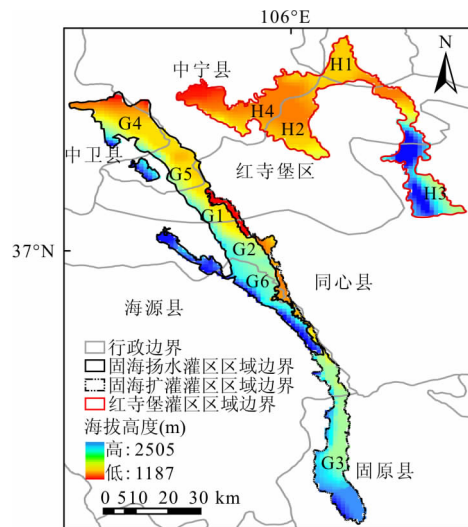 106°E
N
中宁县
H1
G4
H4
H2
中卫县
G5
红寺堡区
H3
G1
37°N
G2
同心县
G6
海源县
行政边界
固海扬水灌区区域边界
固海扩灌灌区区域边界
红寺堡灌区区域边界
海拔高度(m)
高: 2505
低: 1187
G3
固原县
0 510 20 30 km